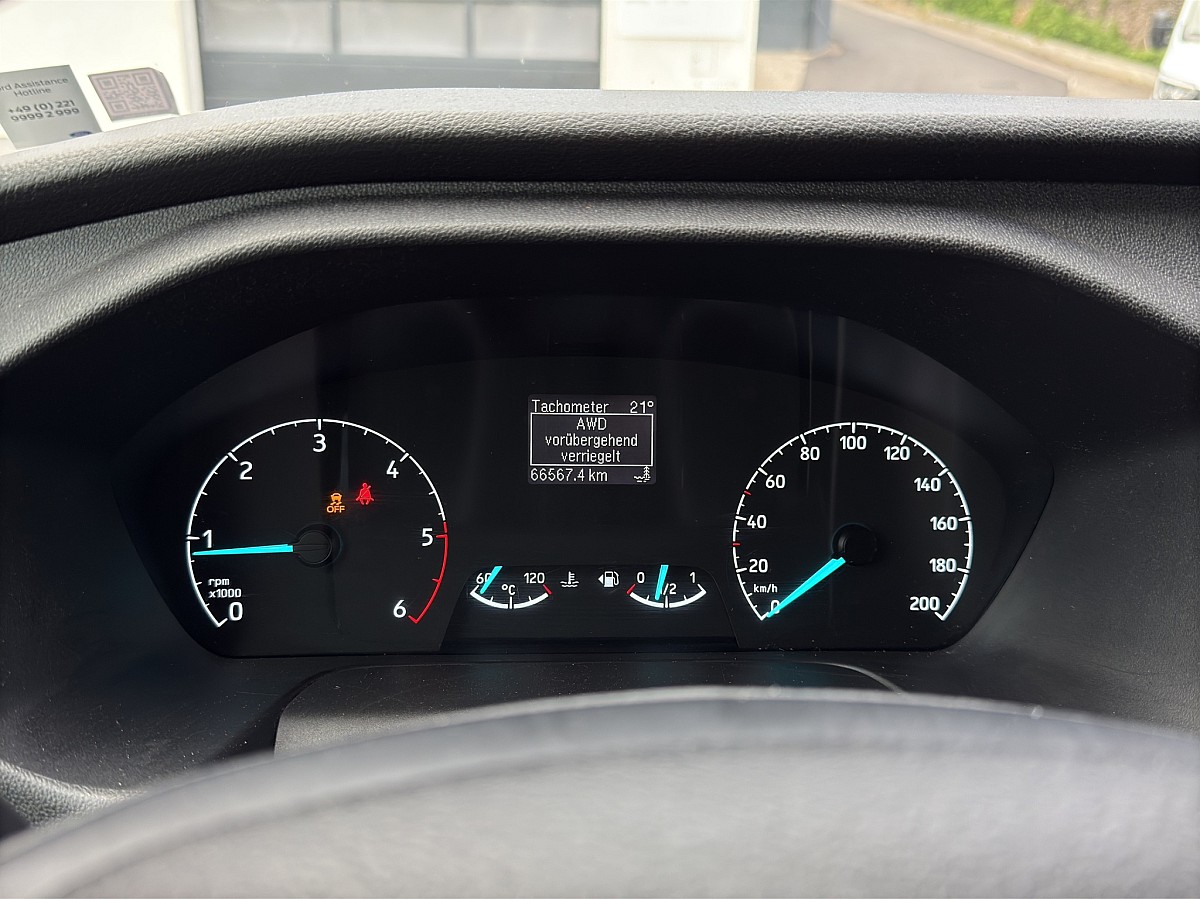 rd Assistance
Hotline
+49 (0) 221
9999 2 999
Tachometer 21°
AWD
vorübergehend
verriegelt
66567.4 km
0
1
2
3
4
5
6
rpm
x1000
OFF
60
120
°C
0
1/2
1
0
20
40
60
80
100
120
140
160
180
200
km/h